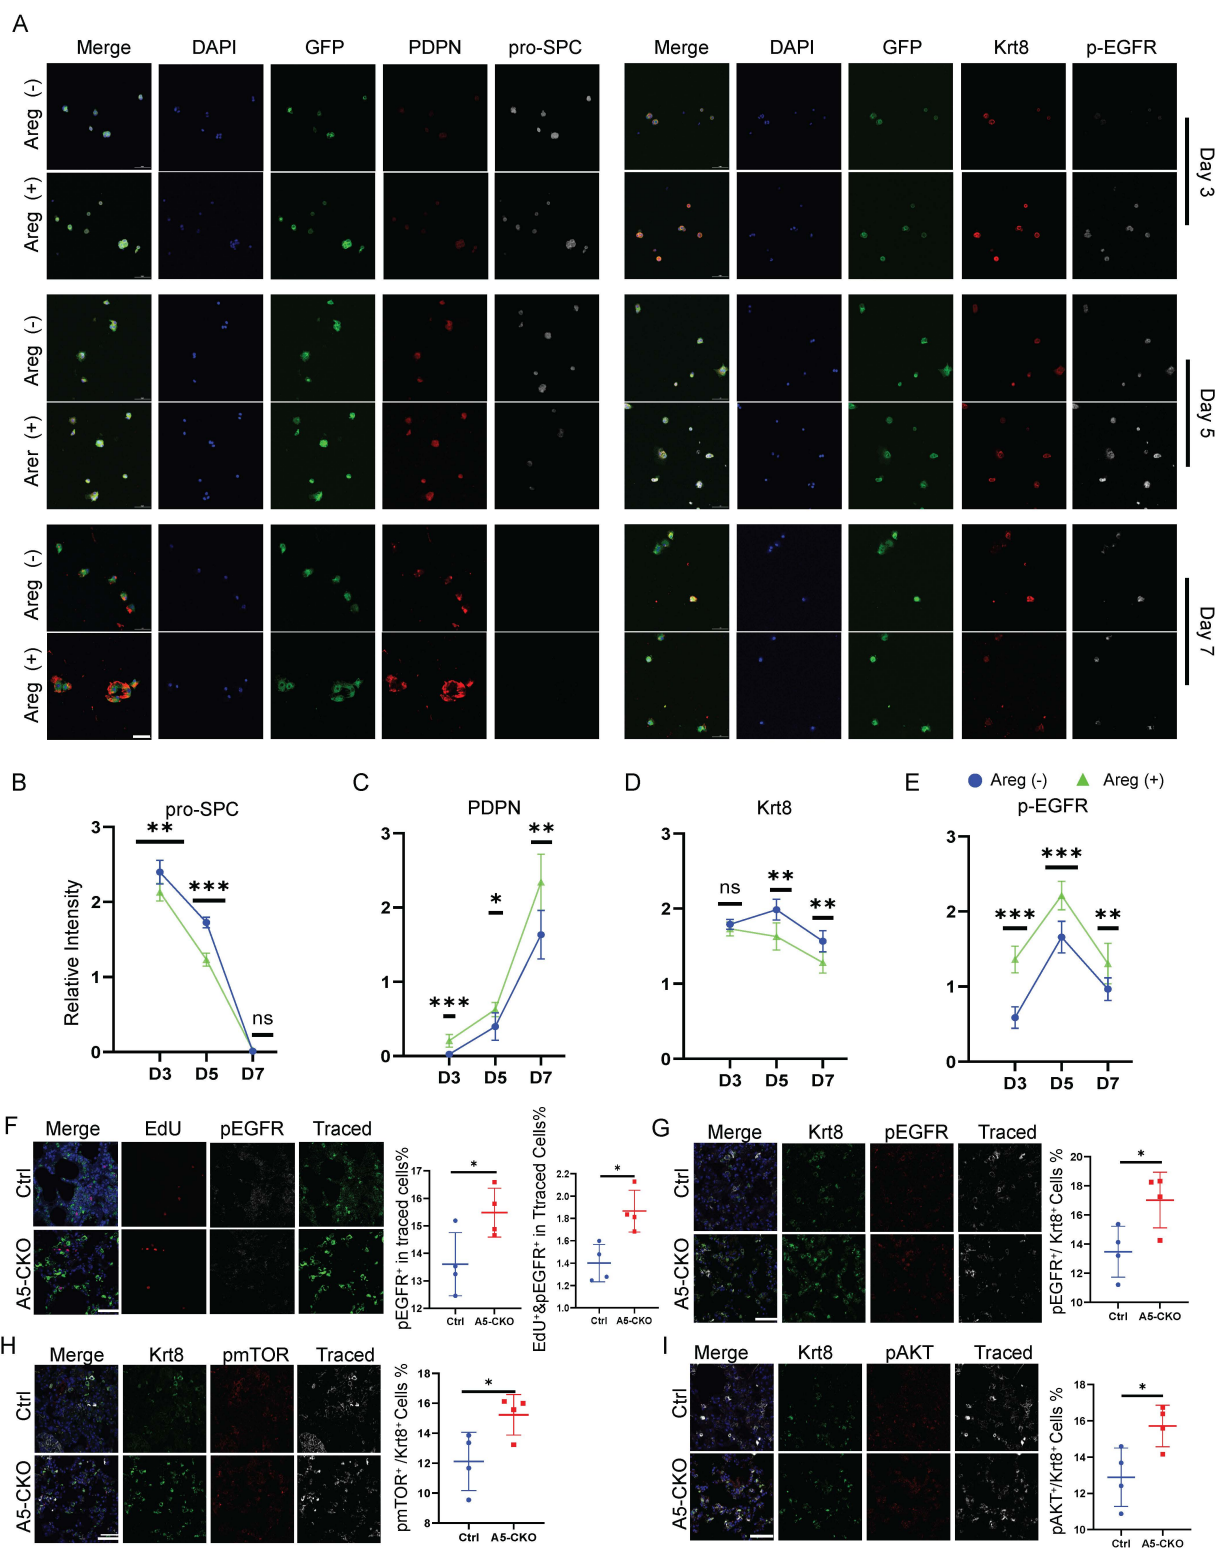 A
Merge DAPI GFP PDPN pro-SPC Merge DAPI GFP Krt8 p-EGFR
Areg (-)
Areg (+)
Day 3
Areg (-)
Arer (+)
Day 5
Areg (-)
Areg (+)
Day 7
B C D E
Areg (-) Areg (+)
pro-SPC
Relative Intensity
3
2
1
0
** *** ns
D3 D5 D7
PDPN
3
2
1
0
*** * **
D3 D5 D7
Krt8
3
2
1
0
ns ** **
D3 D5 D7
p-EGFR
3
2
1
0
*** *** **
D3 D5 D7
F
Merge EdU pEGFR Traced
Ctrl
A5-CKO
pEGFR+ in traced cells%
17
16
15
14
13
12
*
Ctrl A5-CKO
EdU+&pEGFR+ in Ttraced Cells%
2.2
2.0
1.8
1.6
1.4
1.2
1.0
*
Ctrl A5-CKO
G
Merge Krt8 pEGFR Traced
Ctrl
A5-CKO
pEGFR+/ Krt8+ Cells %
20
18
16
14
12
10
*
Ctrl A5-CKO
H
Merge Krt8 pmTOR Traced
Ctrl
A5-CKO
pmTOR+ /Krt8+ Cells %
18
16
14
12
10
8
*
Ctrl A5-CKO
I
Merge Krt8 pAKT Traced
Ctrl
A5-CKO
pAKT+/Krt8+ Cells %
18
16
14
12
10
*
Ctrl A5-CKO